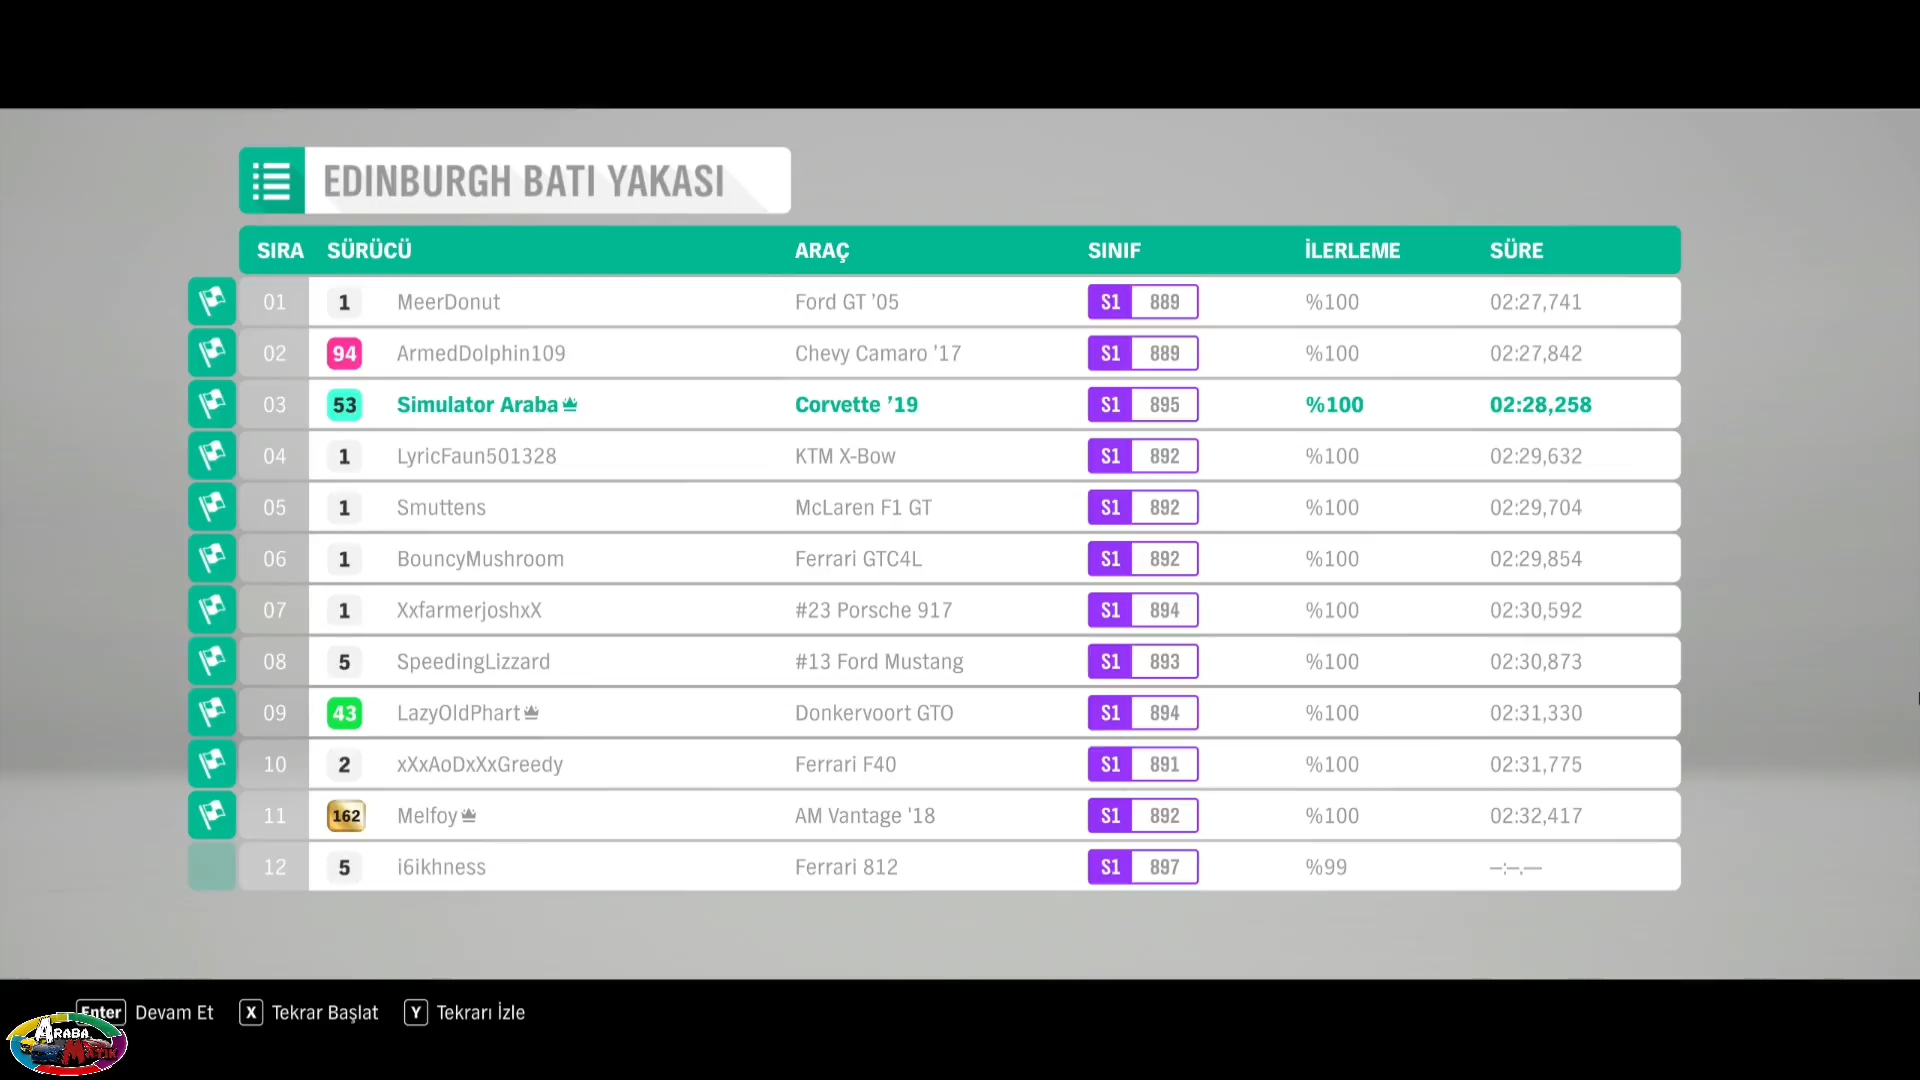 EDINBURGH BATI YAKASI
SIRA SÜRÜCÜ ARAÇ SINIF İLERLEME SÜRE
01 1 MeerDonut Ford GT ’05 S1 889 %100 02:27,741
02 94 ArmedDolphin109 Chevy Camaro ’17 S1 889 %100 02:27,842
03 53 Simulator Araba Corvette ’19 S1 895 %100 02:28,258
04 1 LyricFaun501328 KTM X-Bow S1 892 %100 02:29,632
05 1 Smuttens McLaren F1 GT S1 892 %100 02:29,704
06 1 BouncyMushroom Ferrari GTC4L S1 892 %100 02:29,854
07 1 XxfarmerjoshxX #23 Porsche 917 S1 894 %100 02:30,592
08 5 SpeedingLizzard #13 Ford Mustang S1 893 %100 02:30,873
09 43 LazyOldPhart Donkervoort GTO S1 894 %100 02:31,330
10 2 xXxAoDxXxGreedy Ferrari F40 S1 891 %100 02:31,775
11 162 Melfoy AM Vantage '18 S1 892 %100 02:32,417
12 5 i6ikhness Ferrari 812 S1 897 %99 –:–.—
Enter Devam Et X Tekrar Başlat Y Tekrarı İzle
ARABA
MATIK